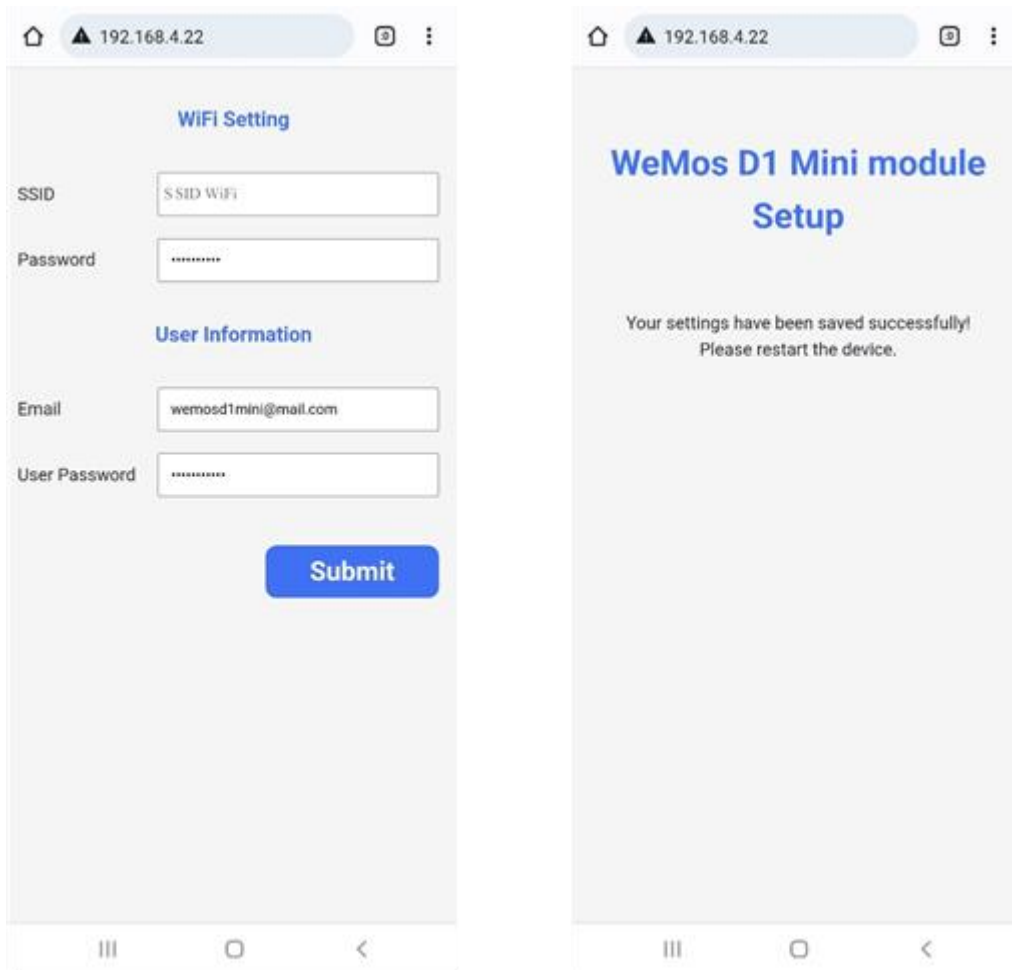 192.168.4.22
:D
WiFi Setting
SSID
SSID WiFi
Password
••••••••••
User Information
Email
wemosd1mini@mail.com
User Password
•••••••••••
Submit
192.168.4.22
:D
WeMos D1 Mini module
Setup
Your settings have been saved successfully!
Please restart the device.